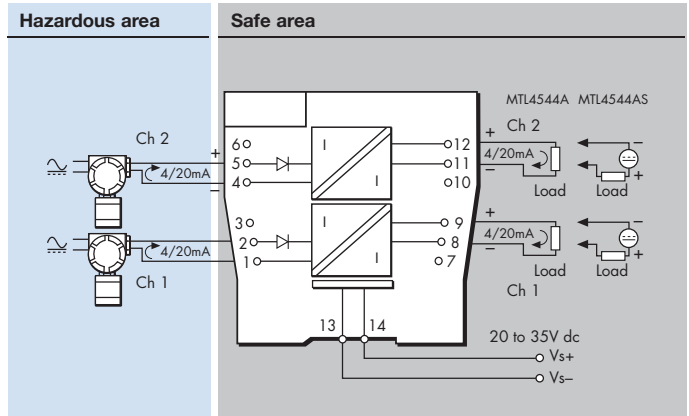 Hazardous area
Safe area
MTL4544A MTL4544AS
Ch 2
+
6
5
4
–
4/20mA
I
I
12
11
10
+
–
Ch 2
4/20mA
Load
–
+
Load
3
2
1
4/20mA
Ch 1
I
I
9
8
7
+
–
4/20mA
Load
Ch 1
–
+
Load
13
14
20 to 35V dc
Vs+
Vs–